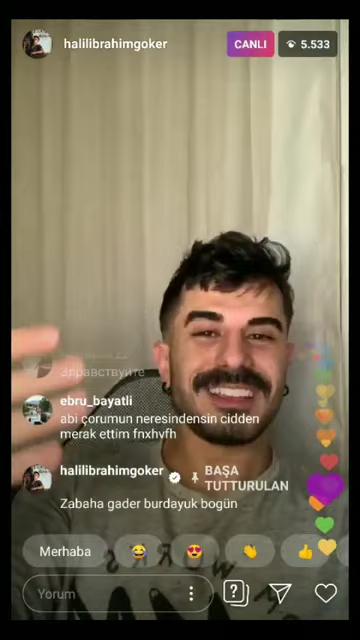 halilibrahimgoker
CANLI
5.533
Здравствуйте
ebru_bayatli
abi çorumun neresindensin cidden
merak ettim fnxhvfh
halilibrahimgoker
BAŞA
TUTTURULAN
Zabaha gader burdayuk bogün
Merhaba
Yorum